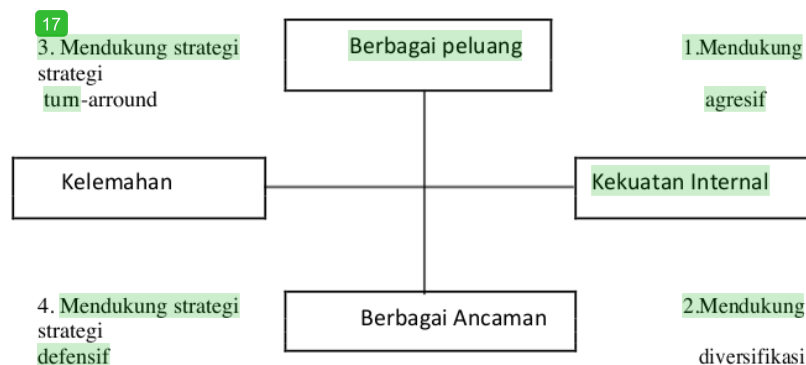 17
3. Mendukung strategi
strategi
turn-arround
Berbagai peluang
1.Mendukung
agresif
Kelemahan
Kekuatan Internal
4. Mendukung strategi
strategi
defensif
Berbagai Ancaman
2.Mendukung
diversifikasi